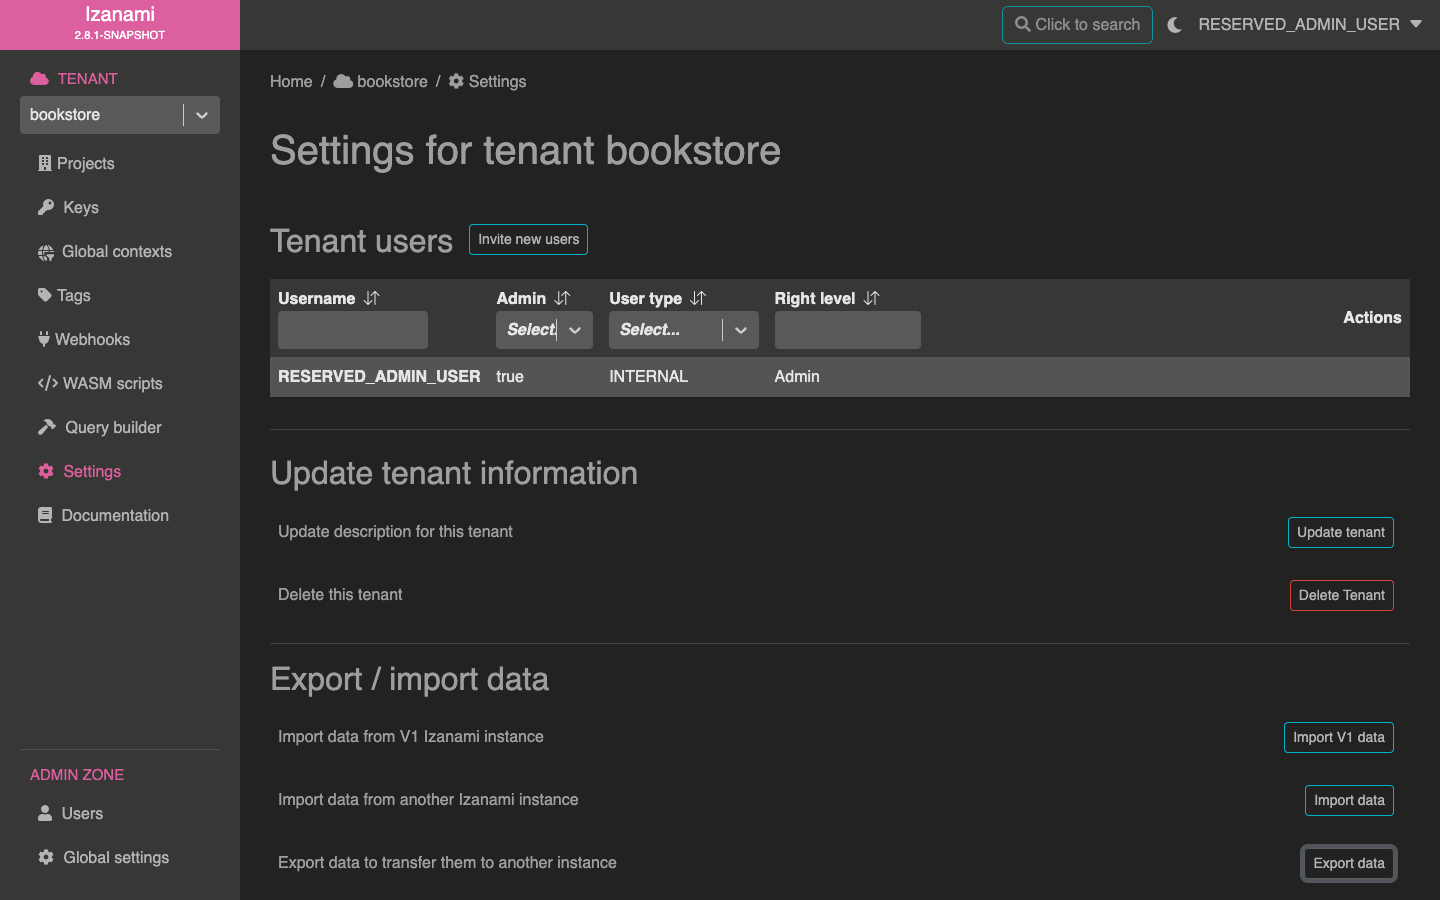 Izanami
2.8.1-SNAPSHOT
Click to search
RESERVED_ADMIN_USER
TENANT
bookstore
Projects
Keys
Global contexts
Tags
Webhooks
WASM scripts
Query builder
Settings
Documentation
ADMIN ZONE
Users
Global settings
Home / bookstore / Settings
Settings for tenant bookstore
Tenant users
Invite new users
Username Admin User type Right level Actions
Select... Select...
RESERVED_ADMIN_USER true INTERNAL Admin
Update tenant information
Update description for this tenant
Update tenant
Delete this tenant
Delete Tenant
Export / import data
Import data from V1 Izanami instance
Import V1 data
Import data from another Izanami instance
Import data
Export data to transfer them to another instance
Export data